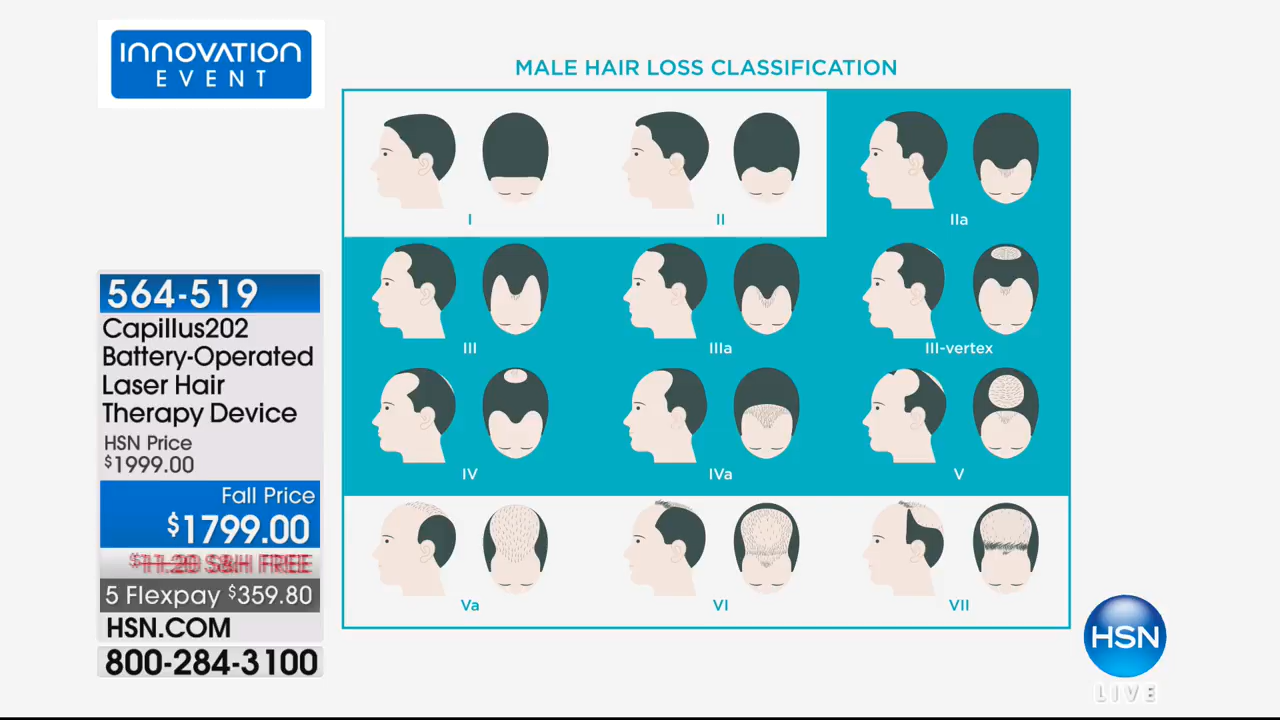 INNOVATION
EVENT
MALE HAIR LOSS CLASSIFICATION
I
II
IIa
III
IIIa
III-vertex
IV
IVa
V
Va
VI
VII
564-519
Capillus202
Battery-Operated
Laser Hair
Therapy Device
HSN Price
$1999.00
Fall Price
$1799.00
$11.20 S&H FREE
5 Flexpay $359.80
HSN.COM
800-284-3100
HSN
LIVE